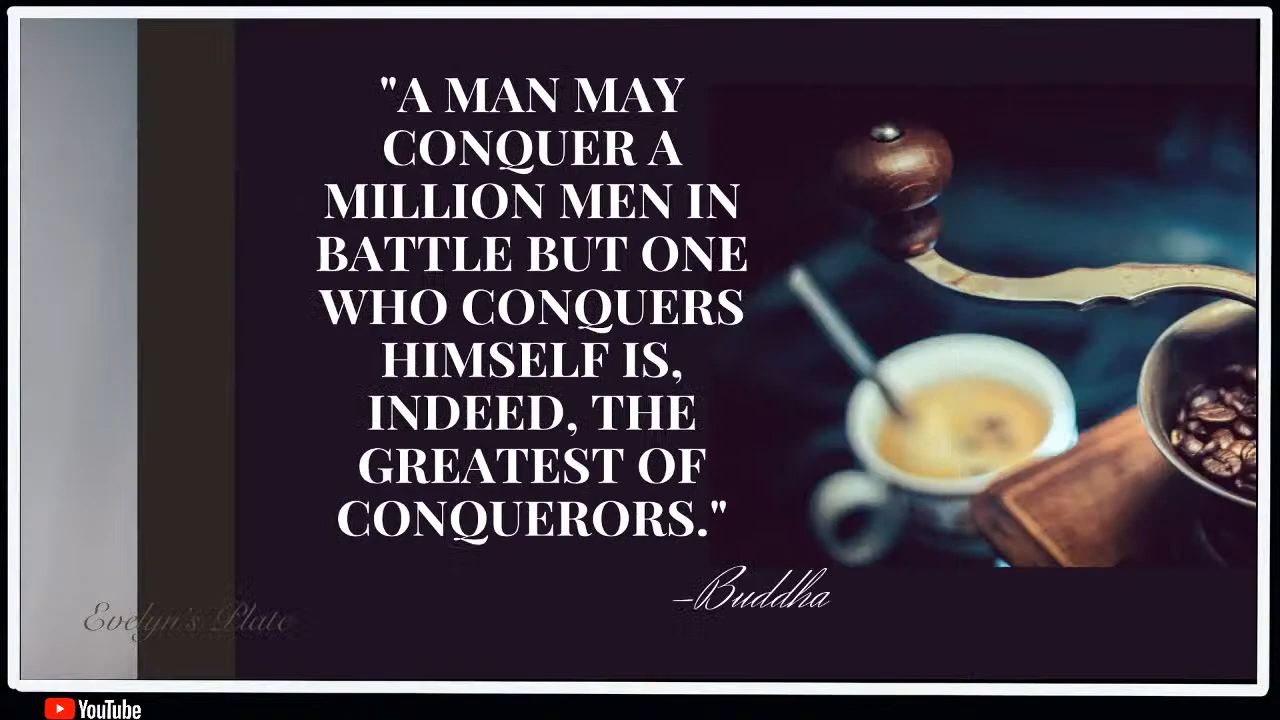 "A MAN MAY
CONQUER A
MILLION MEN IN
BATTLE BUT ONE
WHO CONQUERS
HIMSELF IS,
INDEED, THE
GREATEST OF
CONQUERORS."
–Buddha
Evelyn's Plate
YouTube